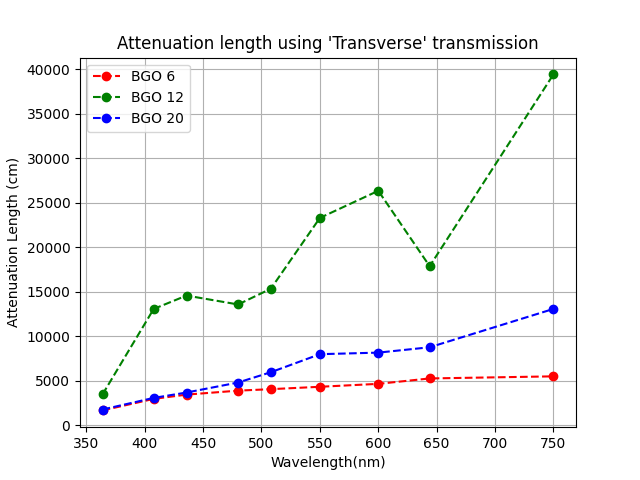 Attenuation length using 'Transverse' transmission
BGO 6
BGO 12
BGO 20
Attenuation Length (cm)
40000
35000
30000
25000
20000
15000
10000
5000
0
350 400 450 500 550 600 650 700 750
Wavelength(nm)